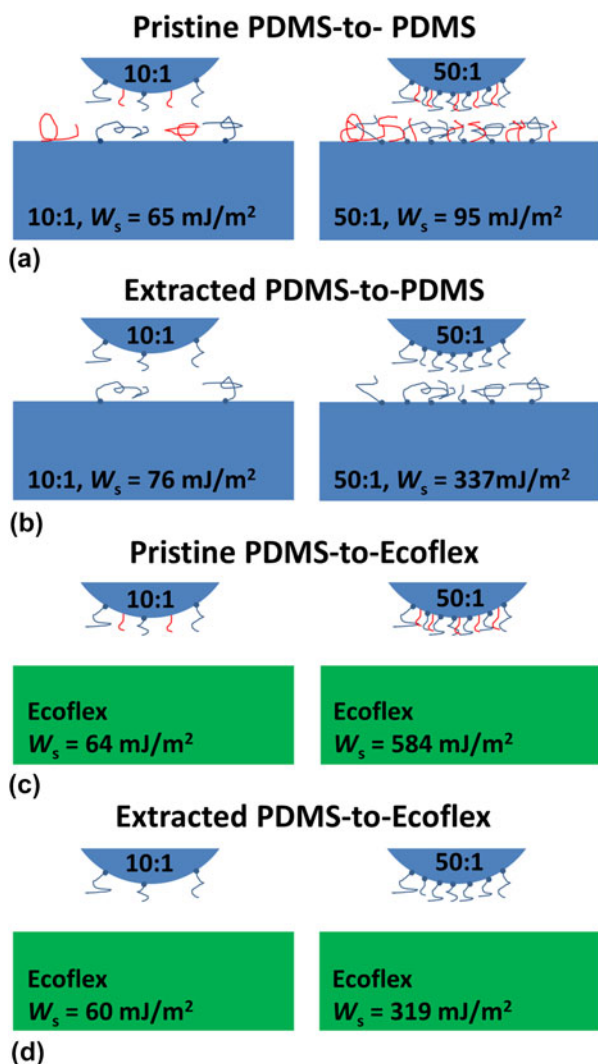 Pristine PDMS-to- PDMS
10:1
50:1
10:1, Ws = 65 mJ/m²
50:1, Ws = 95 mJ/m²
(a)
Extracted PDMS-to-PDMS
10:1
50:1
10:1, Ws = 76 mJ/m²
50:1, Ws = 337mJ/m²
(b)
Pristine PDMS-to-Ecoflex
10:1
50:1
Ecoflex
Ws = 64 mJ/m²
Ecoflex
Ws = 584 mJ/m²
(c)
Extracted PDMS-to-Ecoflex
10:1
50:1
Ecoflex
Ws = 60 mJ/m²
Ecoflex
Ws = 319 mJ/m²
(d)